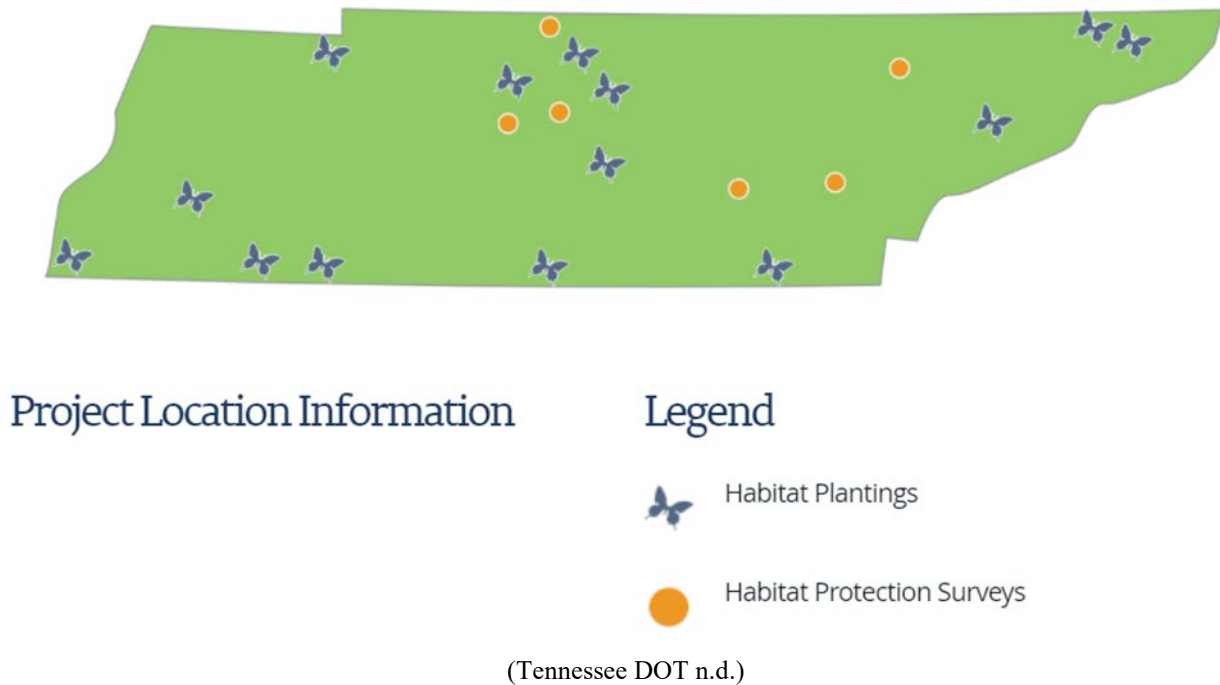 Project Location Information
Legend
Habitat Plantings
Habitat Protection Surveys
(Tennessee DOT n.d.)